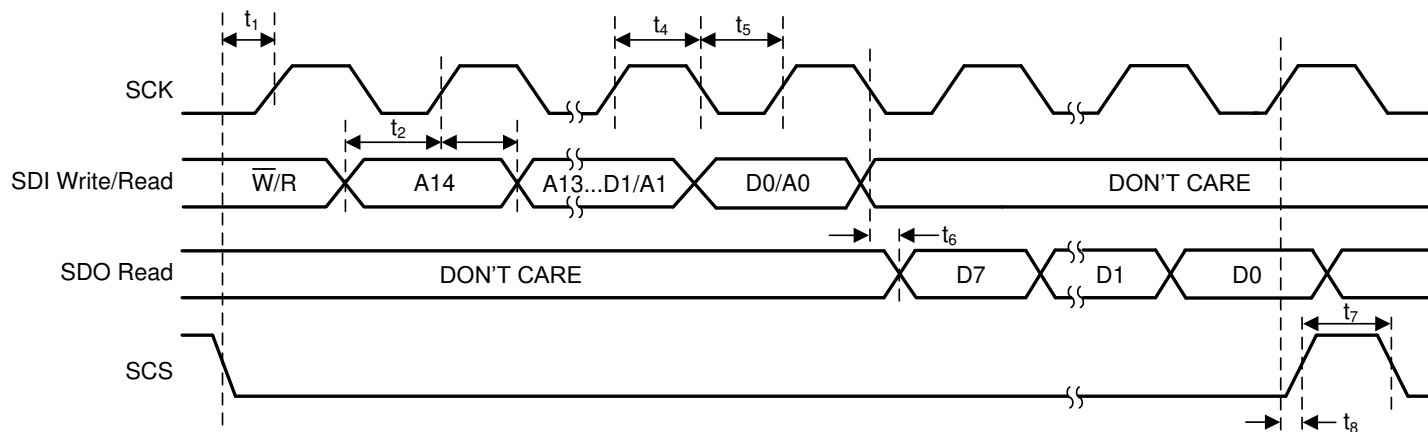 t₁ t₄ t₅
SCK
t₂
SDI Write/Read W̅/R A14 A13...D1/A1 D0/A0 DON'T CARE
t₆
SDO Read DON'T CARE D7 D1 D0
t₇
SCS
t₈